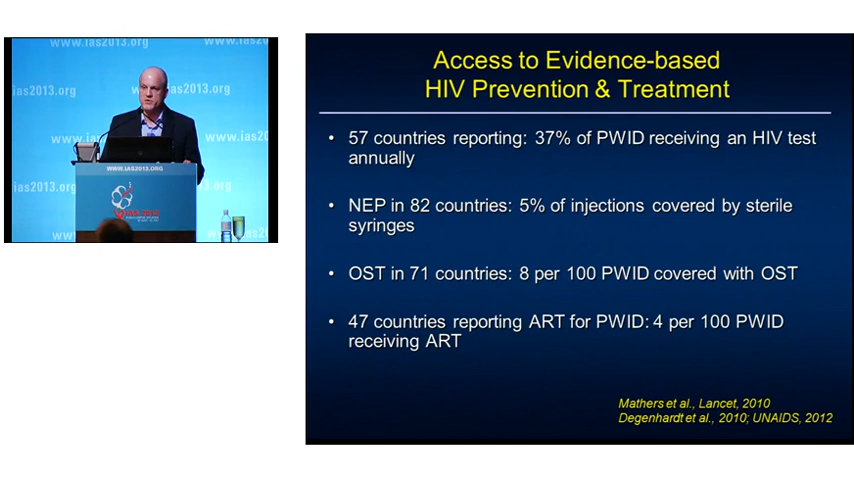 www.ias2013.org
ias2013.org
www.ias2013.org
WWW.IAS2013.ORG
IAS 2013
Access to Evidence-based
HIV Prevention & Treatment
• 57 countries reporting: 37% of PWID receiving an HIV test
annually
• NEP in 82 countries: 5% of injections covered by sterile
syringes
• OST in 71 countries: 8 per 100 PWID covered with OST
• 47 countries reporting ART for PWID: 4 per 100 PWID
receiving ART
Mathers et al., Lancet, 2010
Degenhardt et al., 2010; UNAIDS, 2012